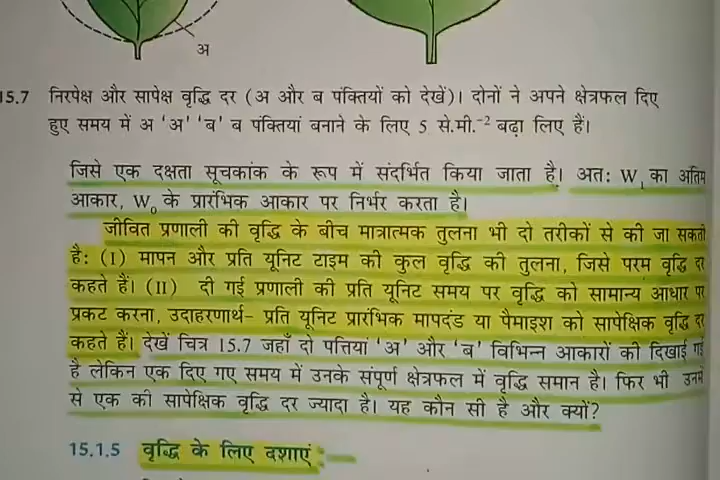 अ
15.7 निरपेक्ष और सापेक्ष वृद्धि दर (अ और ब पंक्तियों को देखें)। दोनों ने अपने क्षेत्रफल दिए
हुए समय में अ 'अ' 'ब' ब पंक्तियां बनाने के लिए 5 से.मी.⁻² बढ़ा लिए हैं।
जिसे एक दक्षता सूचकांक के रूप में संदर्भित किया जाता है। अतः W₁ का अंतिम
आकार, W₀ के प्रारंभिक आकार पर निर्भर करता है।
जीवित प्रणाली की वृद्धि के बीच मात्रात्मक तुलना भी दो तरीकों से की जा सकती
है: (I) मापन और प्रति यूनिट टाइम की कुल वृद्धि की तुलना, जिसे परम वृद्धि दर
कहते हैं। (II) दी गई प्रणाली की प्रति यूनिट समय पर वृद्धि को सामान्य आधार पर
प्रकट करना, उदाहरणार्थ- प्रति यूनिट प्रारंभिक मापदंड या पैमाइश को सापेक्षिक वृद्धि दर
कहते हैं। देखें चित्र 15.7 जहाँ दो पत्तियां 'अ' और 'ब' विभिन्न आकारों की दिखाई गई
है लेकिन एक दिए गए समय में उनके संपूर्ण क्षेत्रफल में वृद्धि समान है। फिर भी उनमें
से एक की सापेक्षिक वृद्धि दर ज्यादा है। यह कौन सी है और क्यों?
15.1.5 वृद्धि के लिए दशाएं